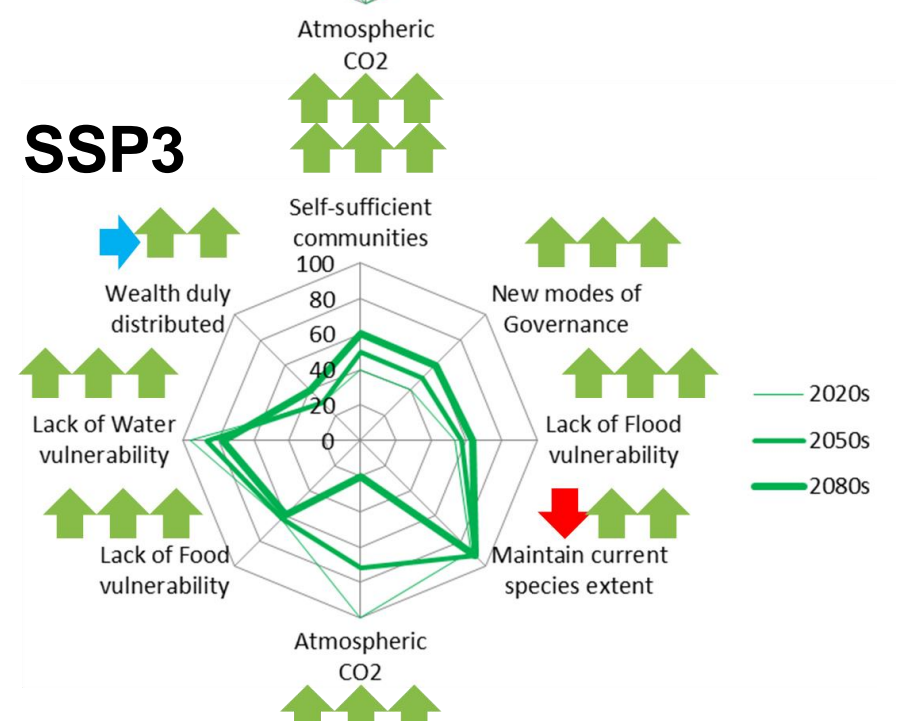 Atmospheric
CO2
SSP3
Self-sufficient
communities
100
80
60
40
20
0
Wealth duly
distributed
New modes of
Governance
Lack of Water
vulnerability
Lack of Flood
vulnerability
Lack of Food
vulnerability
Maintain current
species extent
Atmospheric
CO2
2020s
2050s
2080s